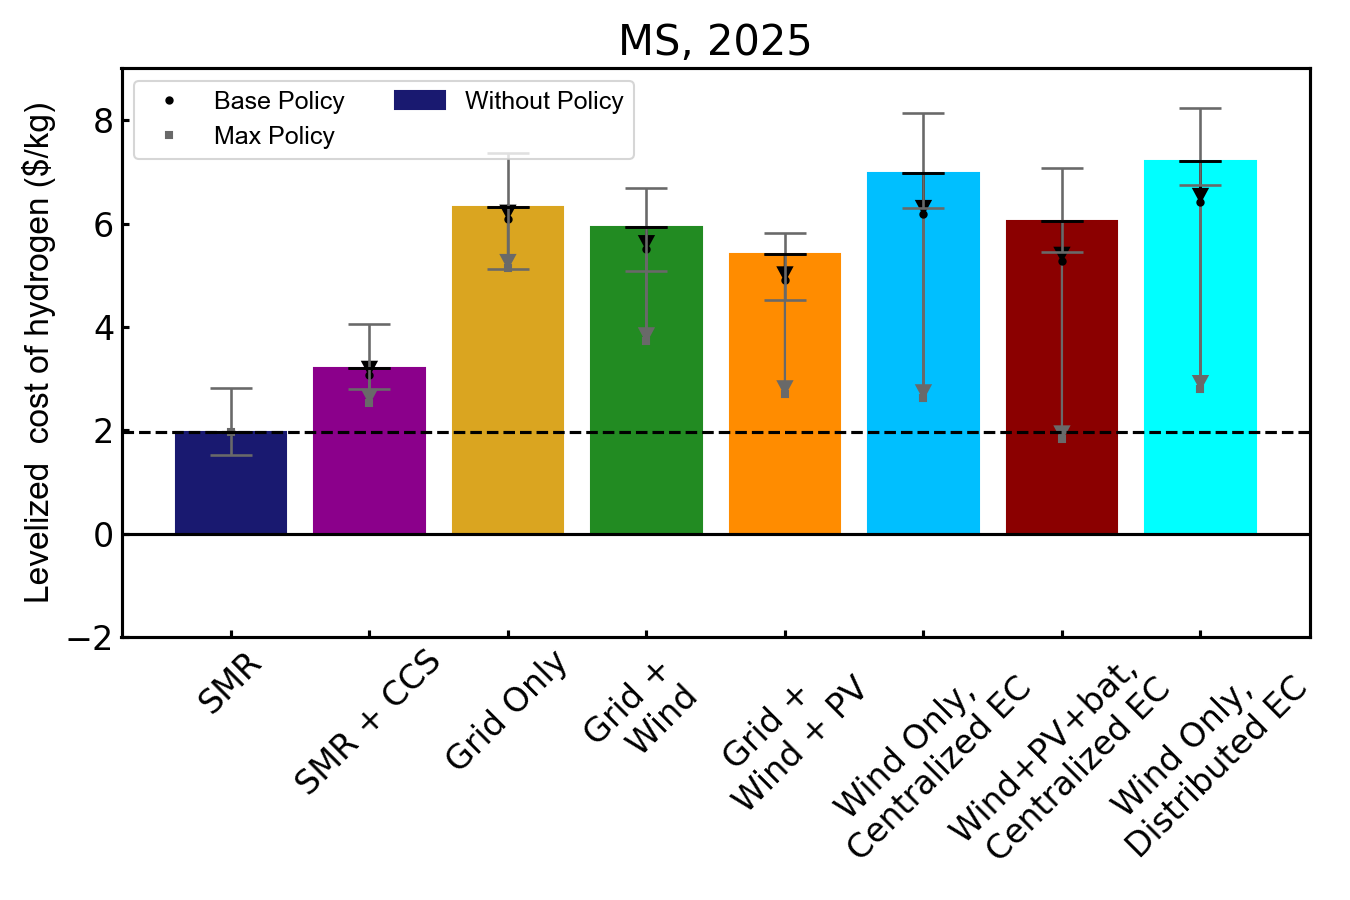 MS, 2025
Base Policy
Max Policy
Without Policy
Levelized cost of hydrogen ($/kg)
8
6
4
2
0
−2
SMR
SMR + CCS
Grid Only
Grid +
Wind
Grid +
Wind + PV
Wind Only,
Centralized EC
Wind+PV+bat,
Centralized EC
Wind Only,
Distributed EC